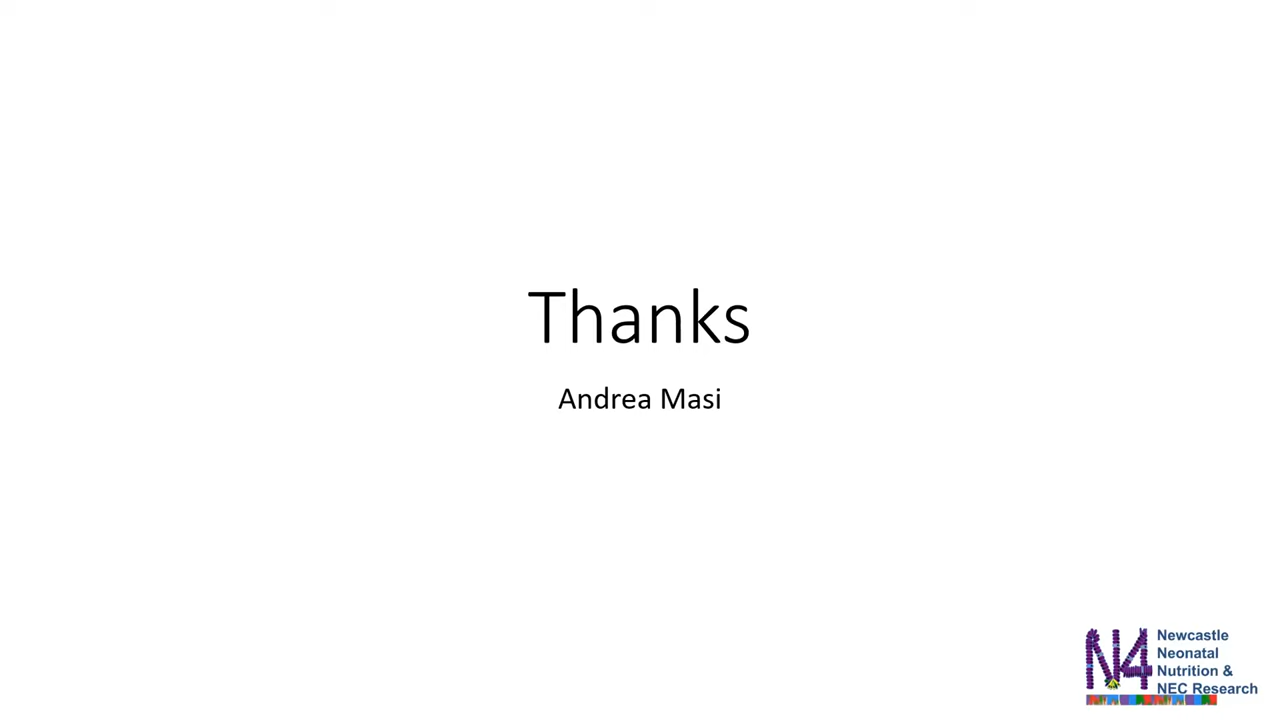 Thanks
Andrea Masi
N4
Newcastle
Neonatal
Nutrition &
NEC Research